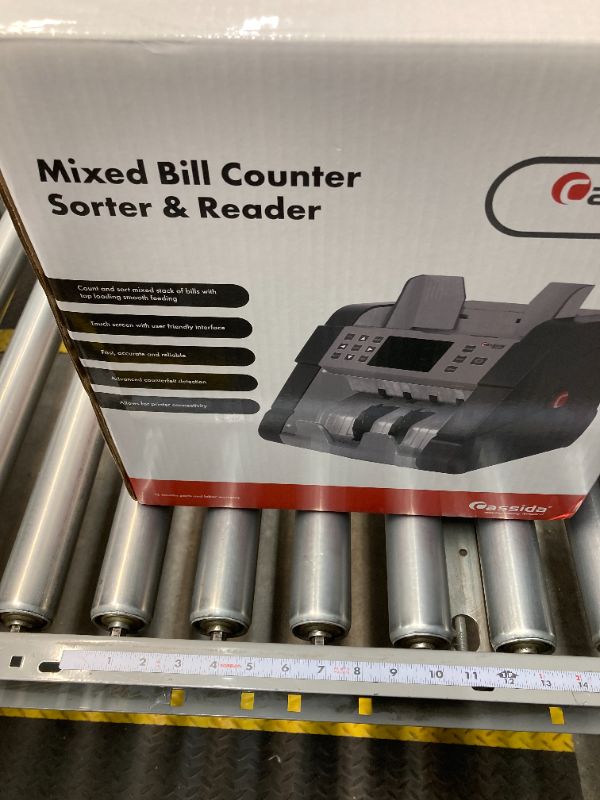 Mixed Bill Counter
Sorter & Reader
Count and sort mixed stack of bills with
top loading smooth feeding
Touch screen with user friendly interface
Fast, accurate and reliable
Advanced counterfeit detection
Allows for printer connectivity
Cassida
1 2 3 4 5 6 7 8 9 10 11 12 13 14